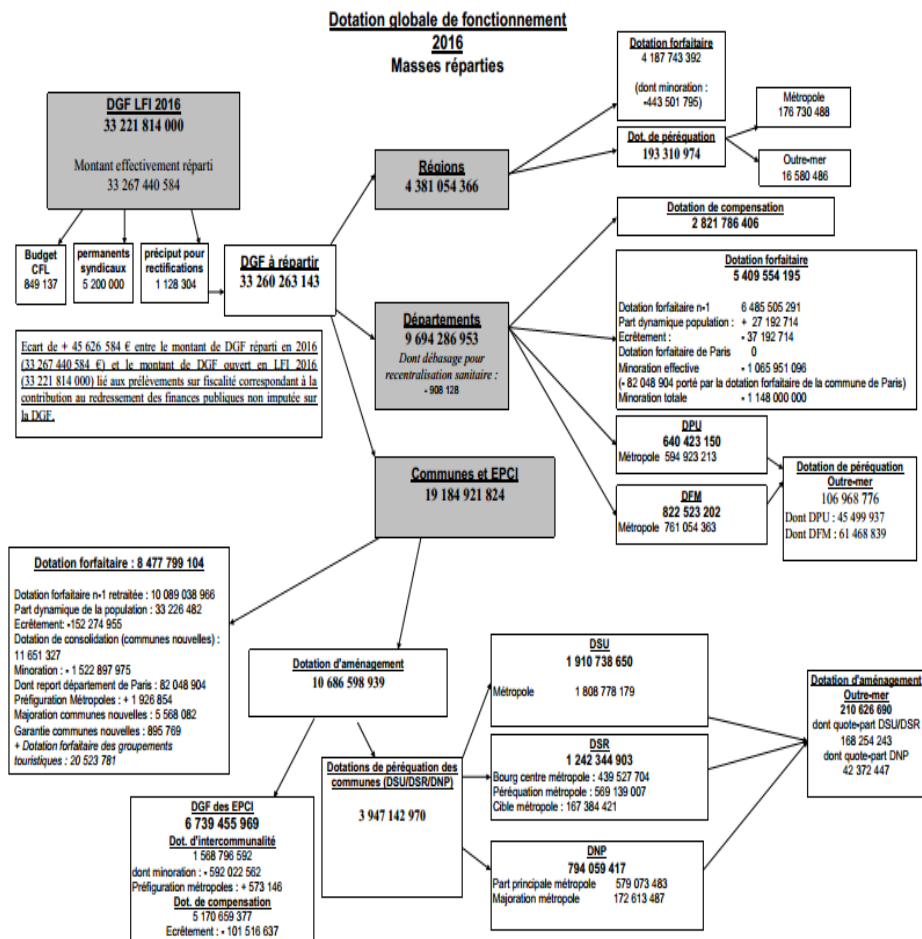 Dotation globale de fonctionnement
2016
Masses réparties
DGF LFI 2016
33 221 814 000
Montant effectivement réparti
33 267 440 584
Budget
CFL
849 137
permanents
syndicaux
5 200 000
préciput pour
rectifications
1 128 304
DGF à répartir
33 260 263 143
Ecart de + 45 626 584 € entre le montant de DGF réparti en 2016
(33 267 440 584 €) et le montant de DGF ouvert en LFI 2016
(33 221 814 000) lié aux prélèvements sur fiscalité correspondant à la
contribution au redressement des finances publiques non imputée sur
la DGF.
Régions
4 381 054 366
Dotation forfaitaire
4 187 743 392
(dont minoration :
-443 501 795)
Dot. de péréquation
193 310 974
Métropole
176 730 488
Outre-mer
16 580 486
Départements
9 694 286 953
Dont débasage pour
recentralisation sanitaire :
- 908 128
Dotation de compensation
2 821 786 406
Dotation forfaitaire
5 409 554 195
Dotation forfaitaire n-1 6 485 505 291
Part dynamique population : + 27 192 714
Ecrêtement : - 37 192 714
Dotation forfaitaire de Paris 0
Minoration effective - 1 065 951 096
(- 82 048 904 porté par la dotation forfaitaire de la commune de Paris)
Minoration totale - 1 148 000 000
DPU
640 423 150
Métropole 594 923 213
DFM
822 523 202
Métropole 761 054 363
Dotation de péréquation
Outre-mer
106 968 776
Dont DPU : 45 499 937
Dont DFM : 61 468 839
Communes et EPCI
19 184 921 824
Dotation forfaitaire : 8 477 799 104
Dotation forfaitaire n-1 retraitée : 10 089 038 966
Part dynamique de la population : 33 226 482
Ecrêtement: -152 274 955
Dotation de consolidation (communes nouvelles) :
11 651 327
Minoration : - 1 522 897 975
Dont report département de Paris : 82 048 904
Préfiguration Métropoles : + 1 926 854
Majoration communes nouvelles : 5 568 082
Garantie communes nouvelles : 895 769
+ Dotation forfaitaire des groupements
touristiques : 20 523 781
Dotation d'aménagement
10 686 598 939
DGF des EPCI
6 739 455 969
Dot. d'intercommunalité
1 568 796 592
dont minoration : - 592 022 562
Préfiguration métropoles : + 573 146
Dot. de compensation
5 170 659 377
Ecrêtement : - 101 516 637
Dotations de péréquation des
communes (DSU/DSR/DNP)
3 947 142 970
DSU
1 910 738 650
Métropole 1 808 778 179
DSR
1 242 344 903
Bourg centre métropole : 439 527 704
Péréquation métropole : 569 139 007
Cible métropole : 167 384 421
DNP
794 059 417
Part principale métropole 579 073 483
Majoration métropole 172 613 487
Dotation d'aménagement
Outre-mer
210 626 690
dont quote-part DSU/DSR
168 254 243
dont quote-part DNP
42 372 447